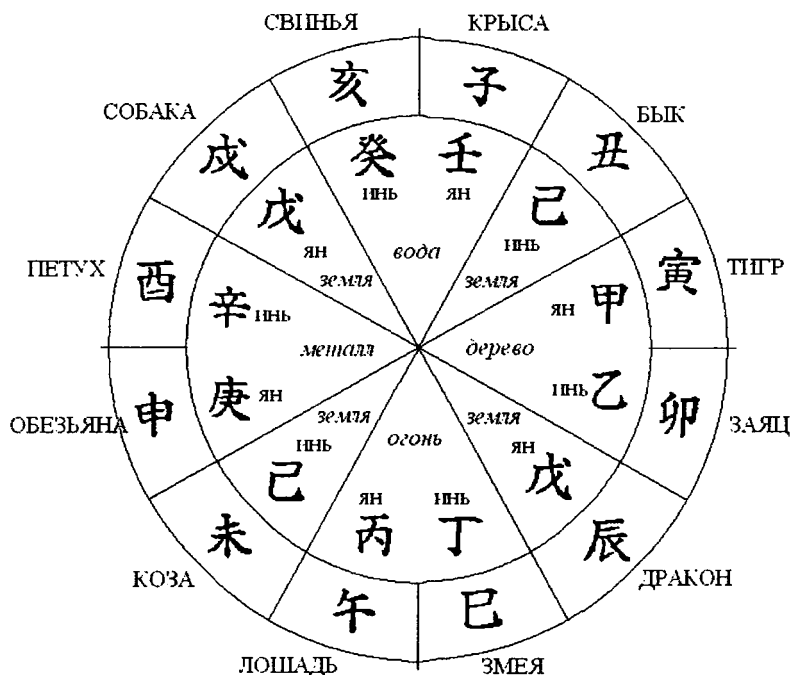 СВИНЬЯ
КРЫСА
亥
子
СОБАКА
БЫК
戌
丑
癸
壬
инь
ян
戊
己
ян
инь
вода
земля
земля
ПЕТУХ
ТИГР
酉
寅
辛
инь
ян
甲
металл
дерево
ОБЕЗЬЯНА
ЗАЯЦ
申
卯
庚
ян
инь
乙
земля
земля
огонь
инь
ян
己
戊
ян
инь
丙
丁
КОЗА
ДРАКОН
未
辰
午
巳
ЛОШАДЬ
ЗМЕЯ